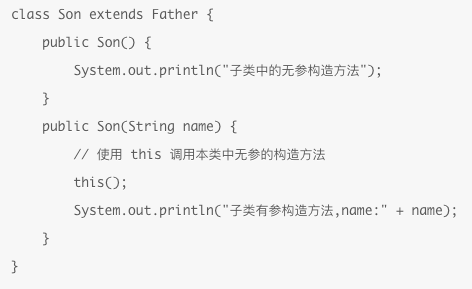 class Son extends Father {
    public Son() {
        System.out.println("子类中的无参构造方法");
    }
    public Son(String name) {
        // 使用 this 调用本类中无参的构造方法
        this();
        System.out.println("子类有参构造方法,name:" + name);
    }
}